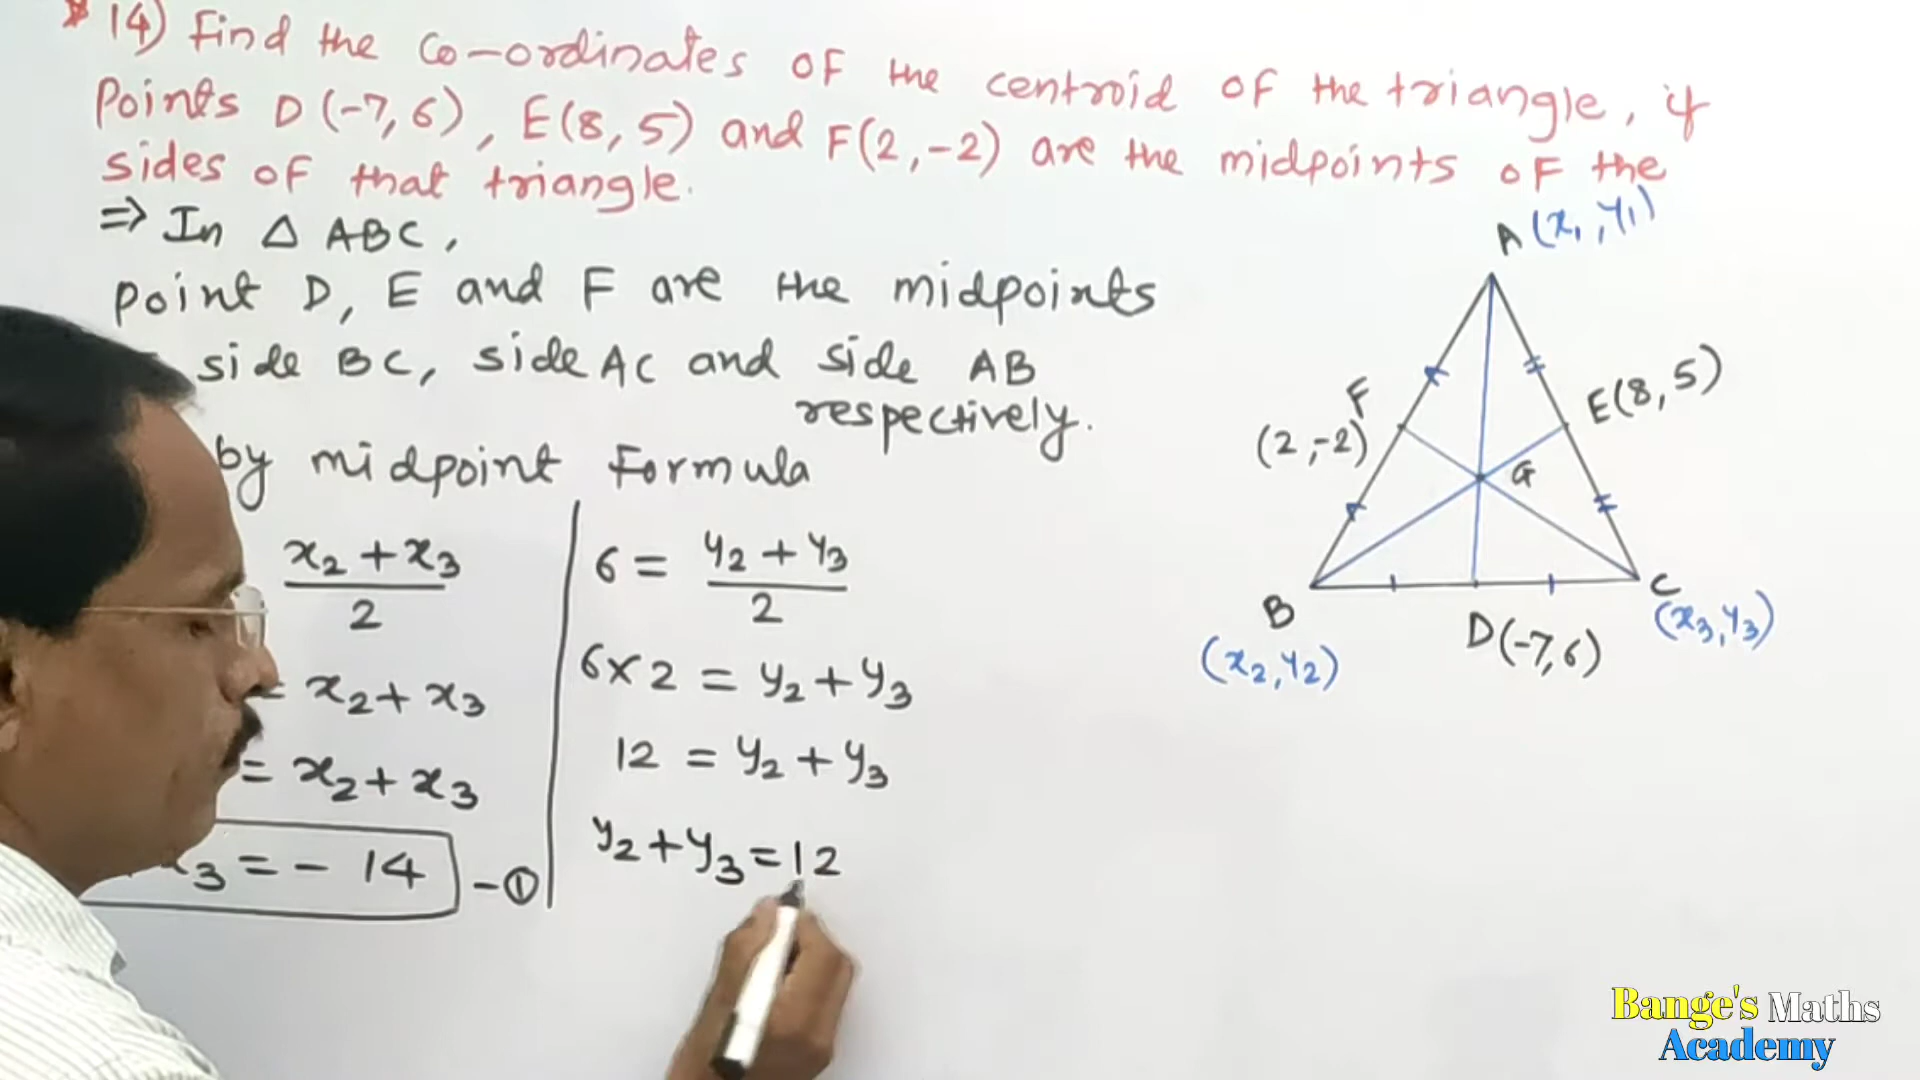 14) Find the co-ordinates of the centroid of the triangle, if
points D(-7,6), E(8,5) and F(2,-2) are the midpoints of the
sides of that triangle.
⇒ In △ ABC,
point D, E and F are the midpoints
side BC, side AC and side AB
respectively.
by midpoint Formula
x₂ + x₃
2
= x₂ + x₃
= x₂ + x₃
x₃ = - 14 - ①
6 = y₂ + y₃
2
6 × 2 = y₂ + y₃
12 = y₂ + y₃
y₂ + y₃ = 12
A (x₁, y₁)
F
(2,-2)
E(8,5)
G
B
(x₂, y₂)
D(-7,6)
C
(x₃, y₃)
Bange's Maths
Academy